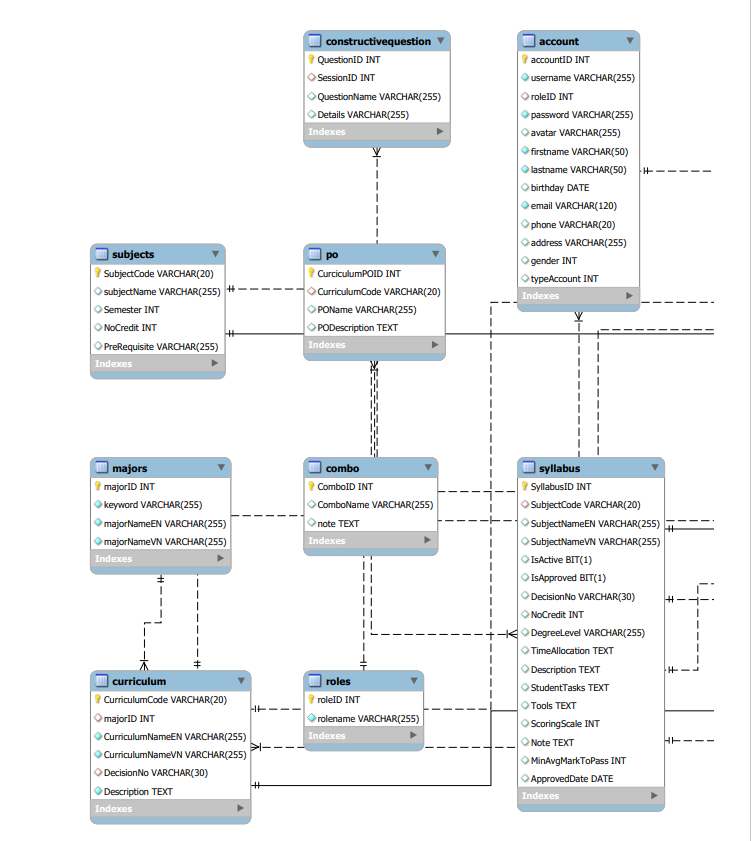 constructivequestion
QuestionID INT
SessionID INT
QuestionName VARCHAR(255)
Details VARCHAR(255)
Indexes
account
accountID INT
username VARCHAR(255)
roleID INT
password VARCHAR(255)
avatar VARCHAR(255)
firstname VARCHAR(50)
lastname VARCHAR(50)
birthday DATE
email VARCHAR(120)
phone VARCHAR(20)
address VARCHAR(255)
gender INT
typeAccount INT
Indexes
subjects
SubjectCode VARCHAR(20)
subjectName VARCHAR(255)
Semester INT
NoCredit INT
PreRequisite VARCHAR(255)
Indexes
po
CurciculumPOID INT
CurriculumCode VARCHAR(20)
POName VARCHAR(255)
PODescription TEXT
Indexes
majors
majorID INT
keyword VARCHAR(255)
majorNameEN VARCHAR(255)
majorNameVN VARCHAR(255)
Indexes
combo
ComboID INT
ComboName VARCHAR(255)
note TEXT
Indexes
syllabus
SyllabusID INT
SubjectCode VARCHAR(20)
SubjectNameEN VARCHAR(255)
SubjectNameVN VARCHAR(255)
IsActive BIT(1)
IsApproved BIT(1)
DecisionNo VARCHAR(30)
NoCredit INT
DegreeLevel VARCHAR(255)
TimeAllocation TEXT
Description TEXT
StudentTasks TEXT
Tools TEXT
ScoringScale INT
Note TEXT
MinAvgMarkToPass INT
ApprovedDate DATE
Indexes
curriculum
CurriculumCode VARCHAR(20)
majorID INT
CurriculumNameEN VARCHAR(255)
CurriculumNameVN VARCHAR(255)
DecisionNo VARCHAR(30)
Description TEXT
Indexes
roles
roleID INT
rolename VARCHAR(255)
Indexes